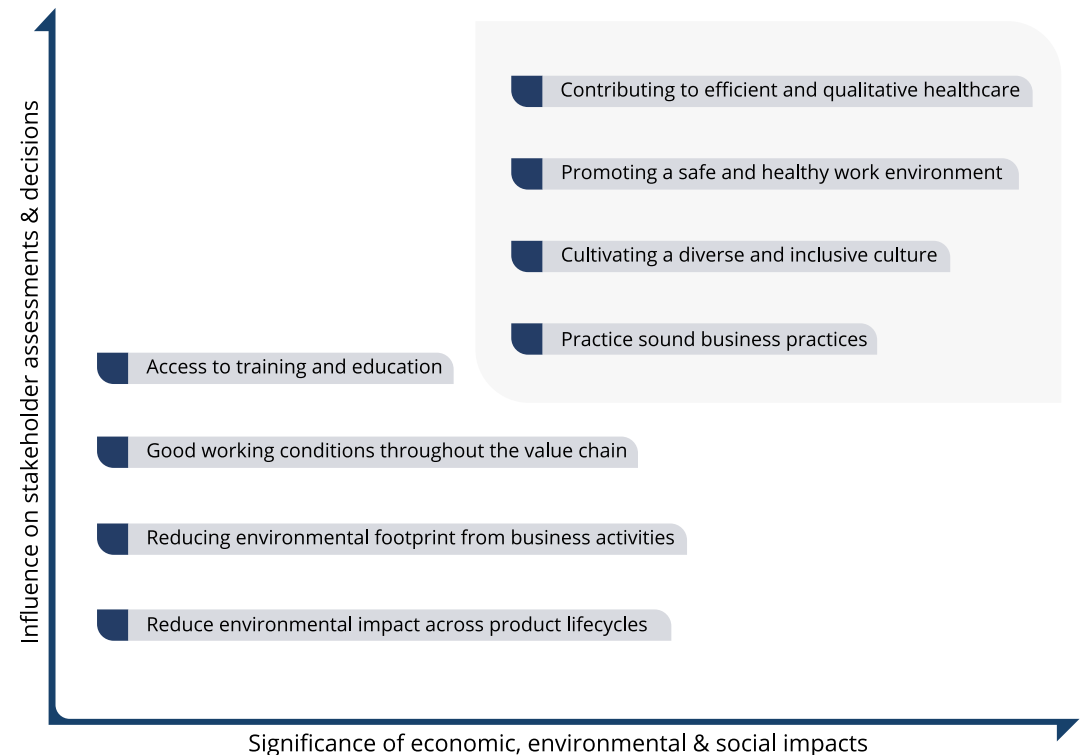 Influence on stakeholder assessments & decisions
Contributing to efficient and qualitative healthcare
Promoting a safe and healthy work environment
Cultivating a diverse and inclusive culture
Practice sound business practices
Access to training and education
Good working conditions throughout the value chain
Reducing environmental footprint from business activities
Reduce environmental impact across product lifecycles
Significance of economic, environmental & social impacts